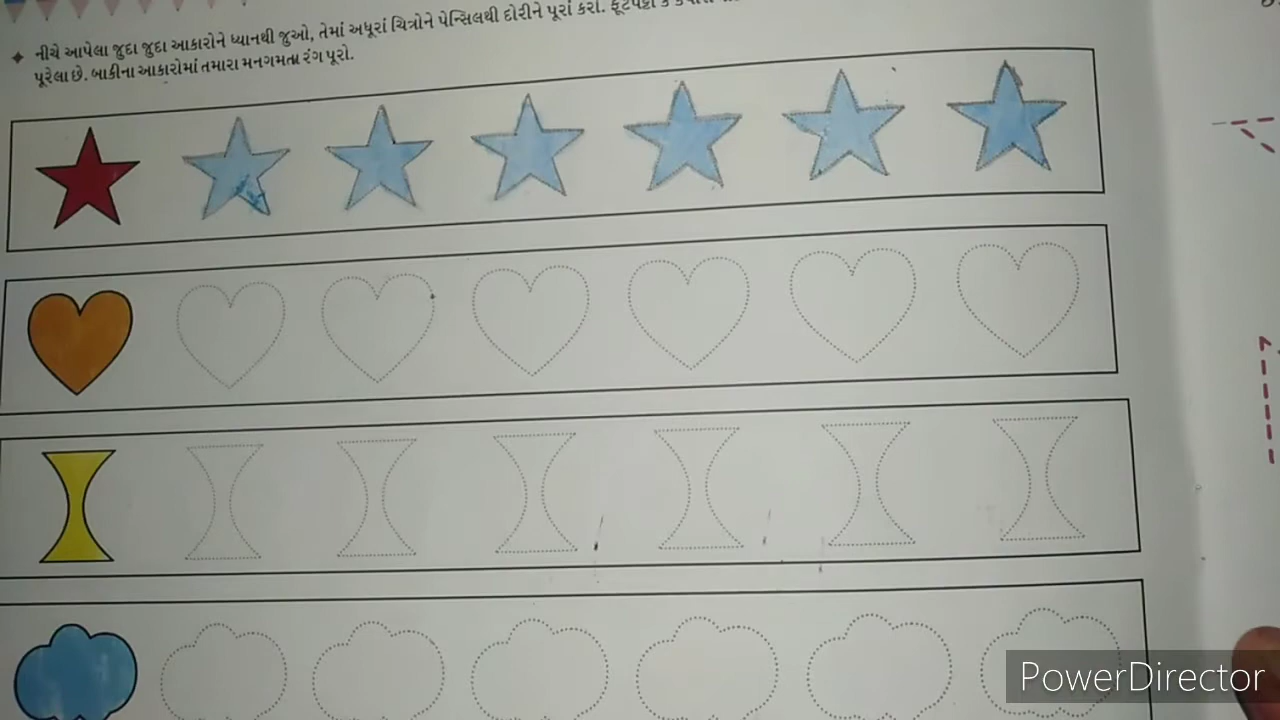 ✦ નીચે આપેલા જુદા જુદા આકારોને ધ્યાનથી જુઓ, તેમાં અધૂરાં ચિત્રોને પેન્સિલથી દોરીને પૂરાં કરો.
પૂરેલા છે. બાકીના આકારોમાં તમારા મનગમતા રંગ પૂરો.
PowerDirector